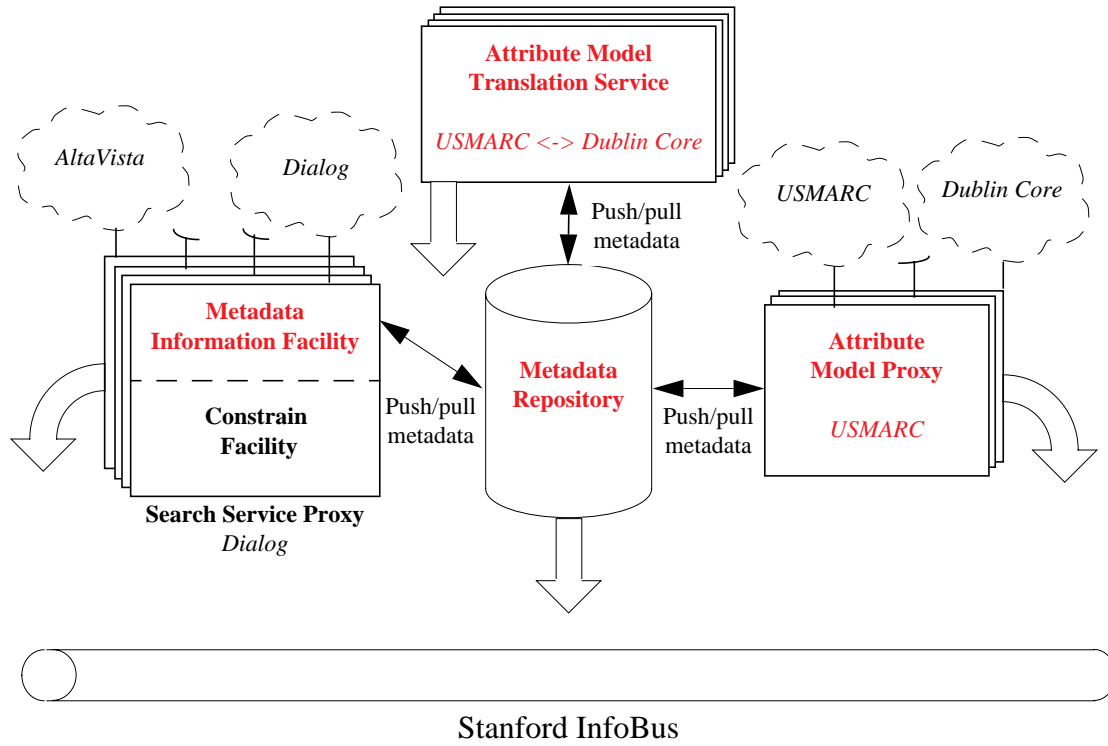 Attribute Model
Translation Service
USMARC <-> Dublin Core
AltaVista
Dialog
USMARC
Dublin Core
Push/pull
metadata
Metadata
Information Facility
Constrain
Facility
Search Service Proxy
Dialog
Push/pull
metadata
Metadata
Repository
Push/pull
metadata
Attribute
Model Proxy
USMARC
Stanford InfoBus